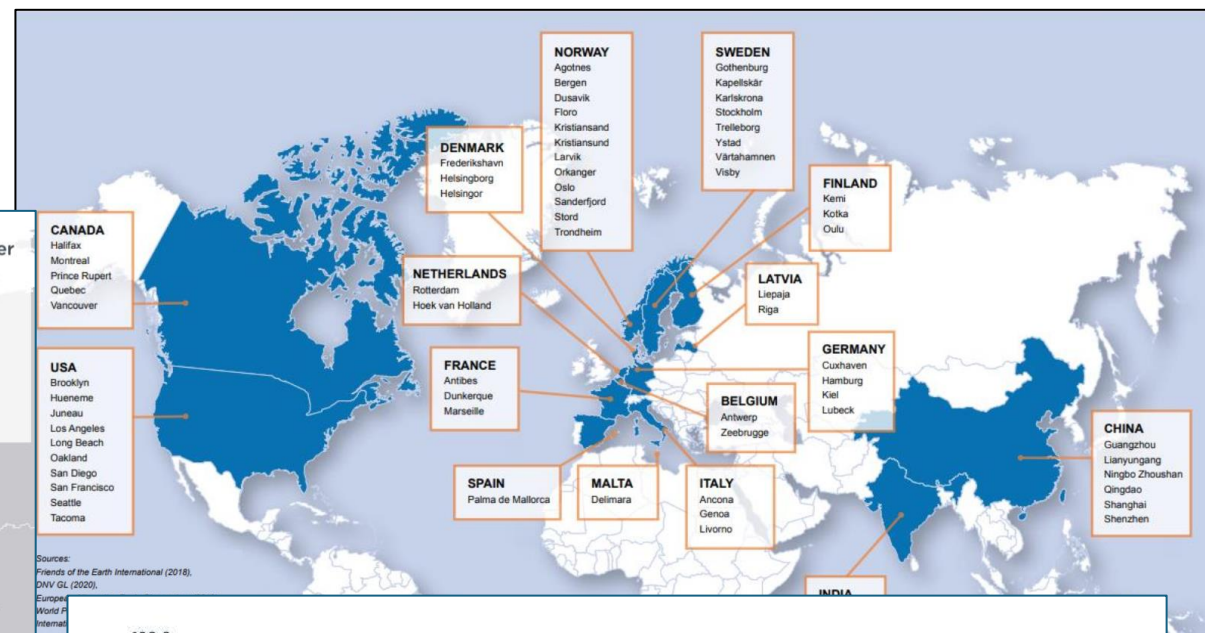 NORWAY
Agotnes
Bergen
Dusavik
Floro
Kristiansand
Kristiansund
Larvik
Orkanger
Oslo
Sanderfjord
Stord
Trondheim
SWEDEN
Gothenburg
Kapellskär
Karlskrona
Stockholm
Trelleborg
Ystad
Värtahamnen
Visby
DENMARK
Frederikshavn
Helsingborg
Helsingor
FINLAND
Kemi
Kotka
Oulu
er
CANADA
Halifax
Montreal
Prince Rupert
Quebec
Vancouver
NETHERLANDS
Rotterdam
Hoek van Holland
LATVIA
Liepaja
Riga
USA
Brooklyn
Hueneme
Juneau
Los Angeles
Long Beach
Oakland
San Diego
San Francisco
Seattle
Tacoma
FRANCE
Antibes
Dunkerque
Marseille
GERMANY
Cuxhaven
Hamburg
Kiel
Lubeck
BELGIUM
Antwerp
Zeebrugge
CHINA
Guangzhou
Lianyungang
Ningbo Zhoushan
Qingdao
Shanghai
Shenzhen
SPAIN
Palma de Mallorca
MALTA
Delimara
ITALY
Ancona
Genoa
Livorno
INDIA
Sources:
Friends of the Earth International (2018),
DNV GL (2020),
Europea
World P
Internati